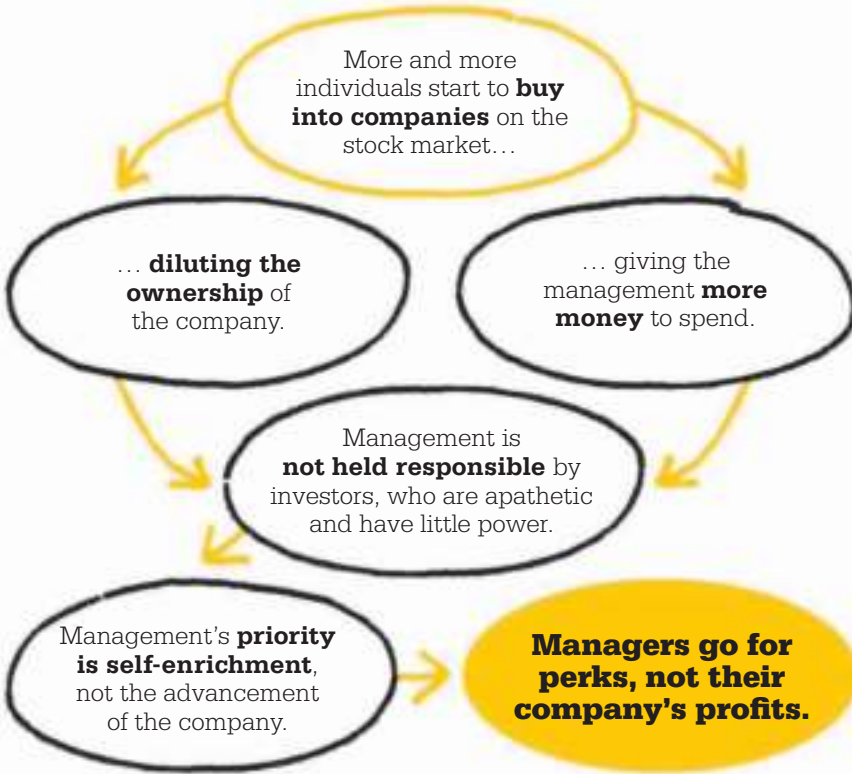 More and more
individuals start to buy
into companies on the
stock market…
… diluting the
ownership of
the company.
… giving the
management more
money to spend.
Management is
not held responsible by
investors, who are apathetic
and have little power.
Management’s priority
is self-enrichment,
not the advancement
of the company.
Managers go for
perks, not their
company’s profits.